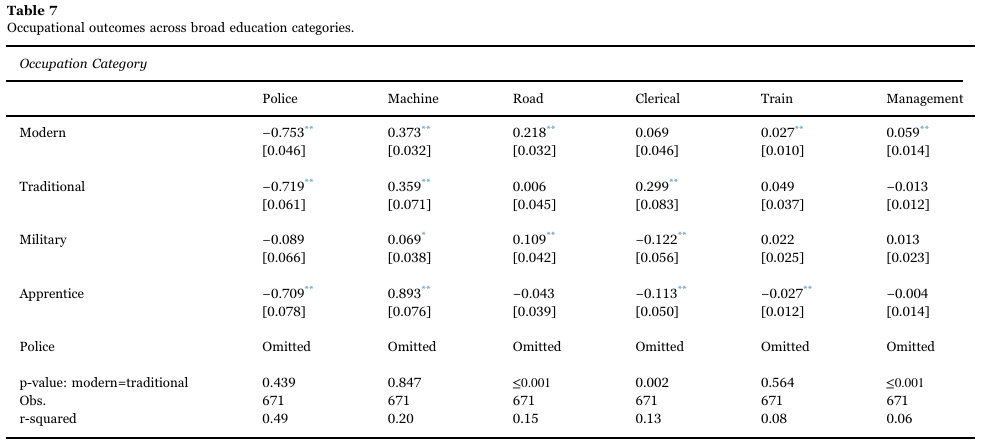 Table 7
Occupational outcomes across broad education categories.
Occupation Category
Police Machine Road Clerical Train Management
Modern −0.753** 0.373** 0.218** 0.069 0.027** 0.059**
[0.046] [0.032] [0.032] [0.046] [0.010] [0.014]
Traditional −0.719** 0.359** 0.006 0.299** 0.049 −0.013
[0.061] [0.071] [0.045] [0.083] [0.037] [0.012]
Military −0.089 0.069* 0.109** −0.122** 0.022 0.013
[0.066] [0.038] [0.042] [0.056] [0.025] [0.023]
Apprentice −0.709** 0.893** −0.043 −0.113** −0.027** −0.004
[0.078] [0.076] [0.039] [0.050] [0.012] [0.014]
Police Omitted Omitted Omitted Omitted Omitted Omitted
p-value: modern=traditional 0.439 0.847 ≤0.001 0.002 0.564 ≤0.001
Obs. 671 671 671 671 671 671
r-squared 0.49 0.20 0.15 0.13 0.08 0.06